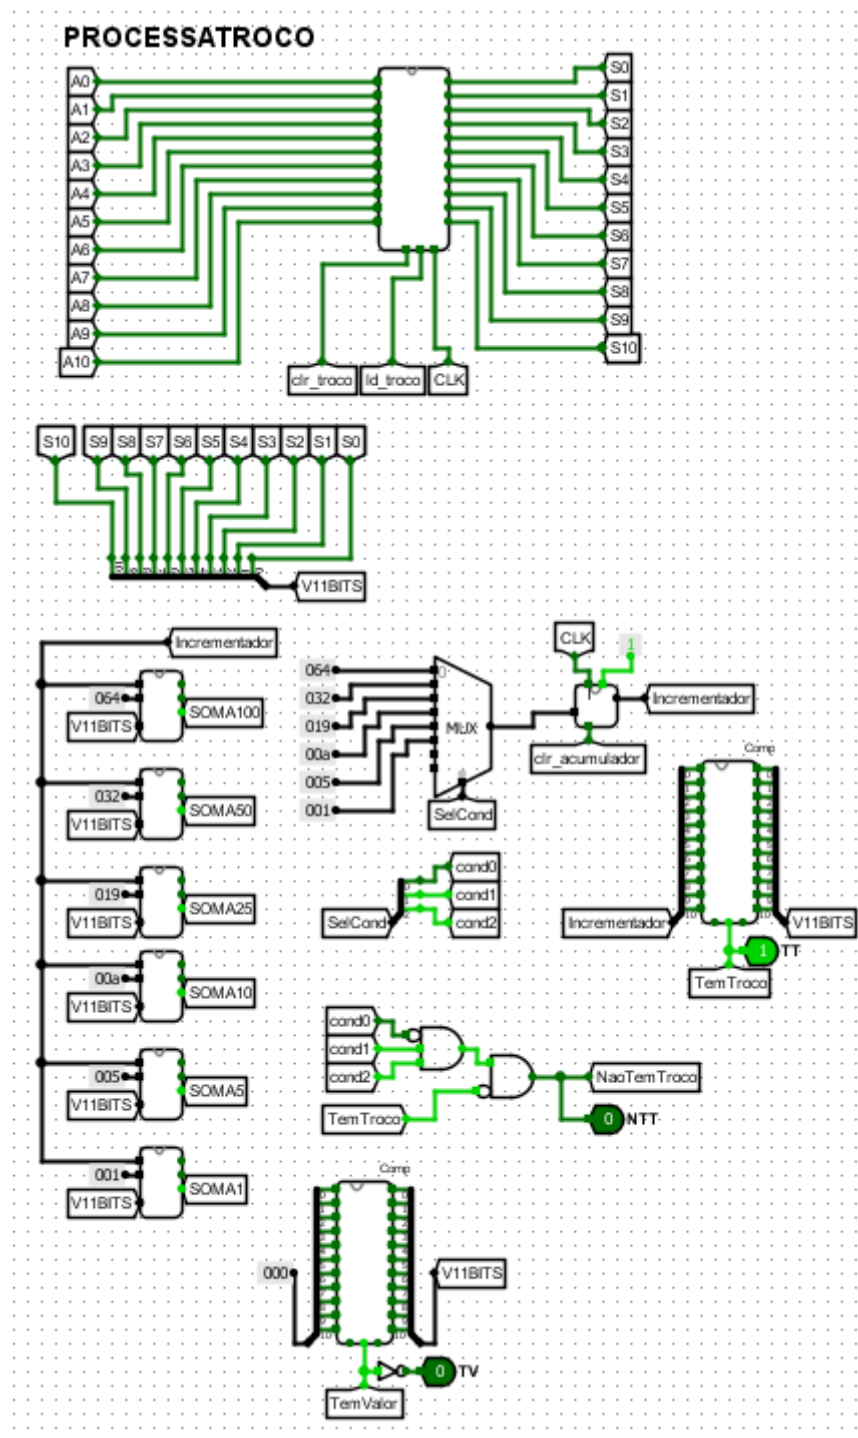 PROCESSATROCO
A0
A1
A2
A3
A4
A5
A6
A7
A8
A9
A10
S0
S1
S2
S3
S4
S5
S6
S7
S8
S9
S10
clr_troco ld_troco CLK
S10 S9 S8 S7 S6 S5 S4 S3 S2 S1 S0
V11BITS
Incrementador
064
V11BITS
SOMA100
032
V11BITS
SOMA50
019
V11BITS
SOMA25
00a
V11BITS
SOMA10
005
V11BITS
SOMA5
001
V11BITS
SOMA1
064
032
019
00a
005
001
0
MUX
SelCond
CLK
1
Incrementador
clr_acumulador
SelCond
cond0
cond1
cond2
Comp
Incrementador
V11BITS
1 TT
TemTroco
cond0
cond1
cond2
TemTroco
NaoTemTroco
0 NTT
Comp
000
V11BITS
0 TV
TemValor